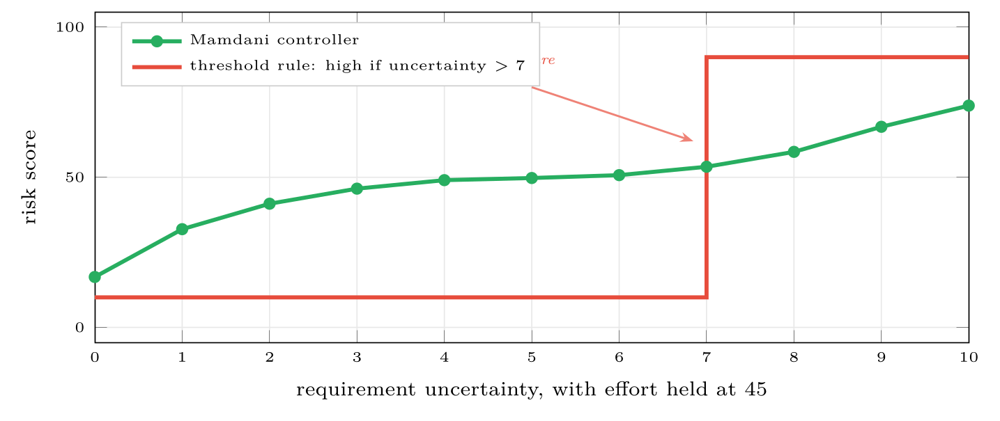 100
Mamdani controller
threshold rule: high if uncertainty > 7
re
risk score
50
0
0 1 2 3 4 5 6 7 8 9 10
requirement uncertainty, with effort held at 45